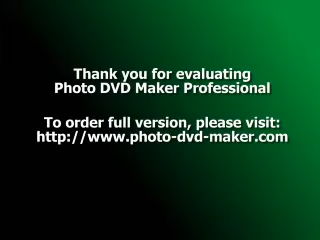 Thank you for evaluating
Photo DVD Maker Professional
To order full version, please visit:
http://www.photo-dvd-maker.com